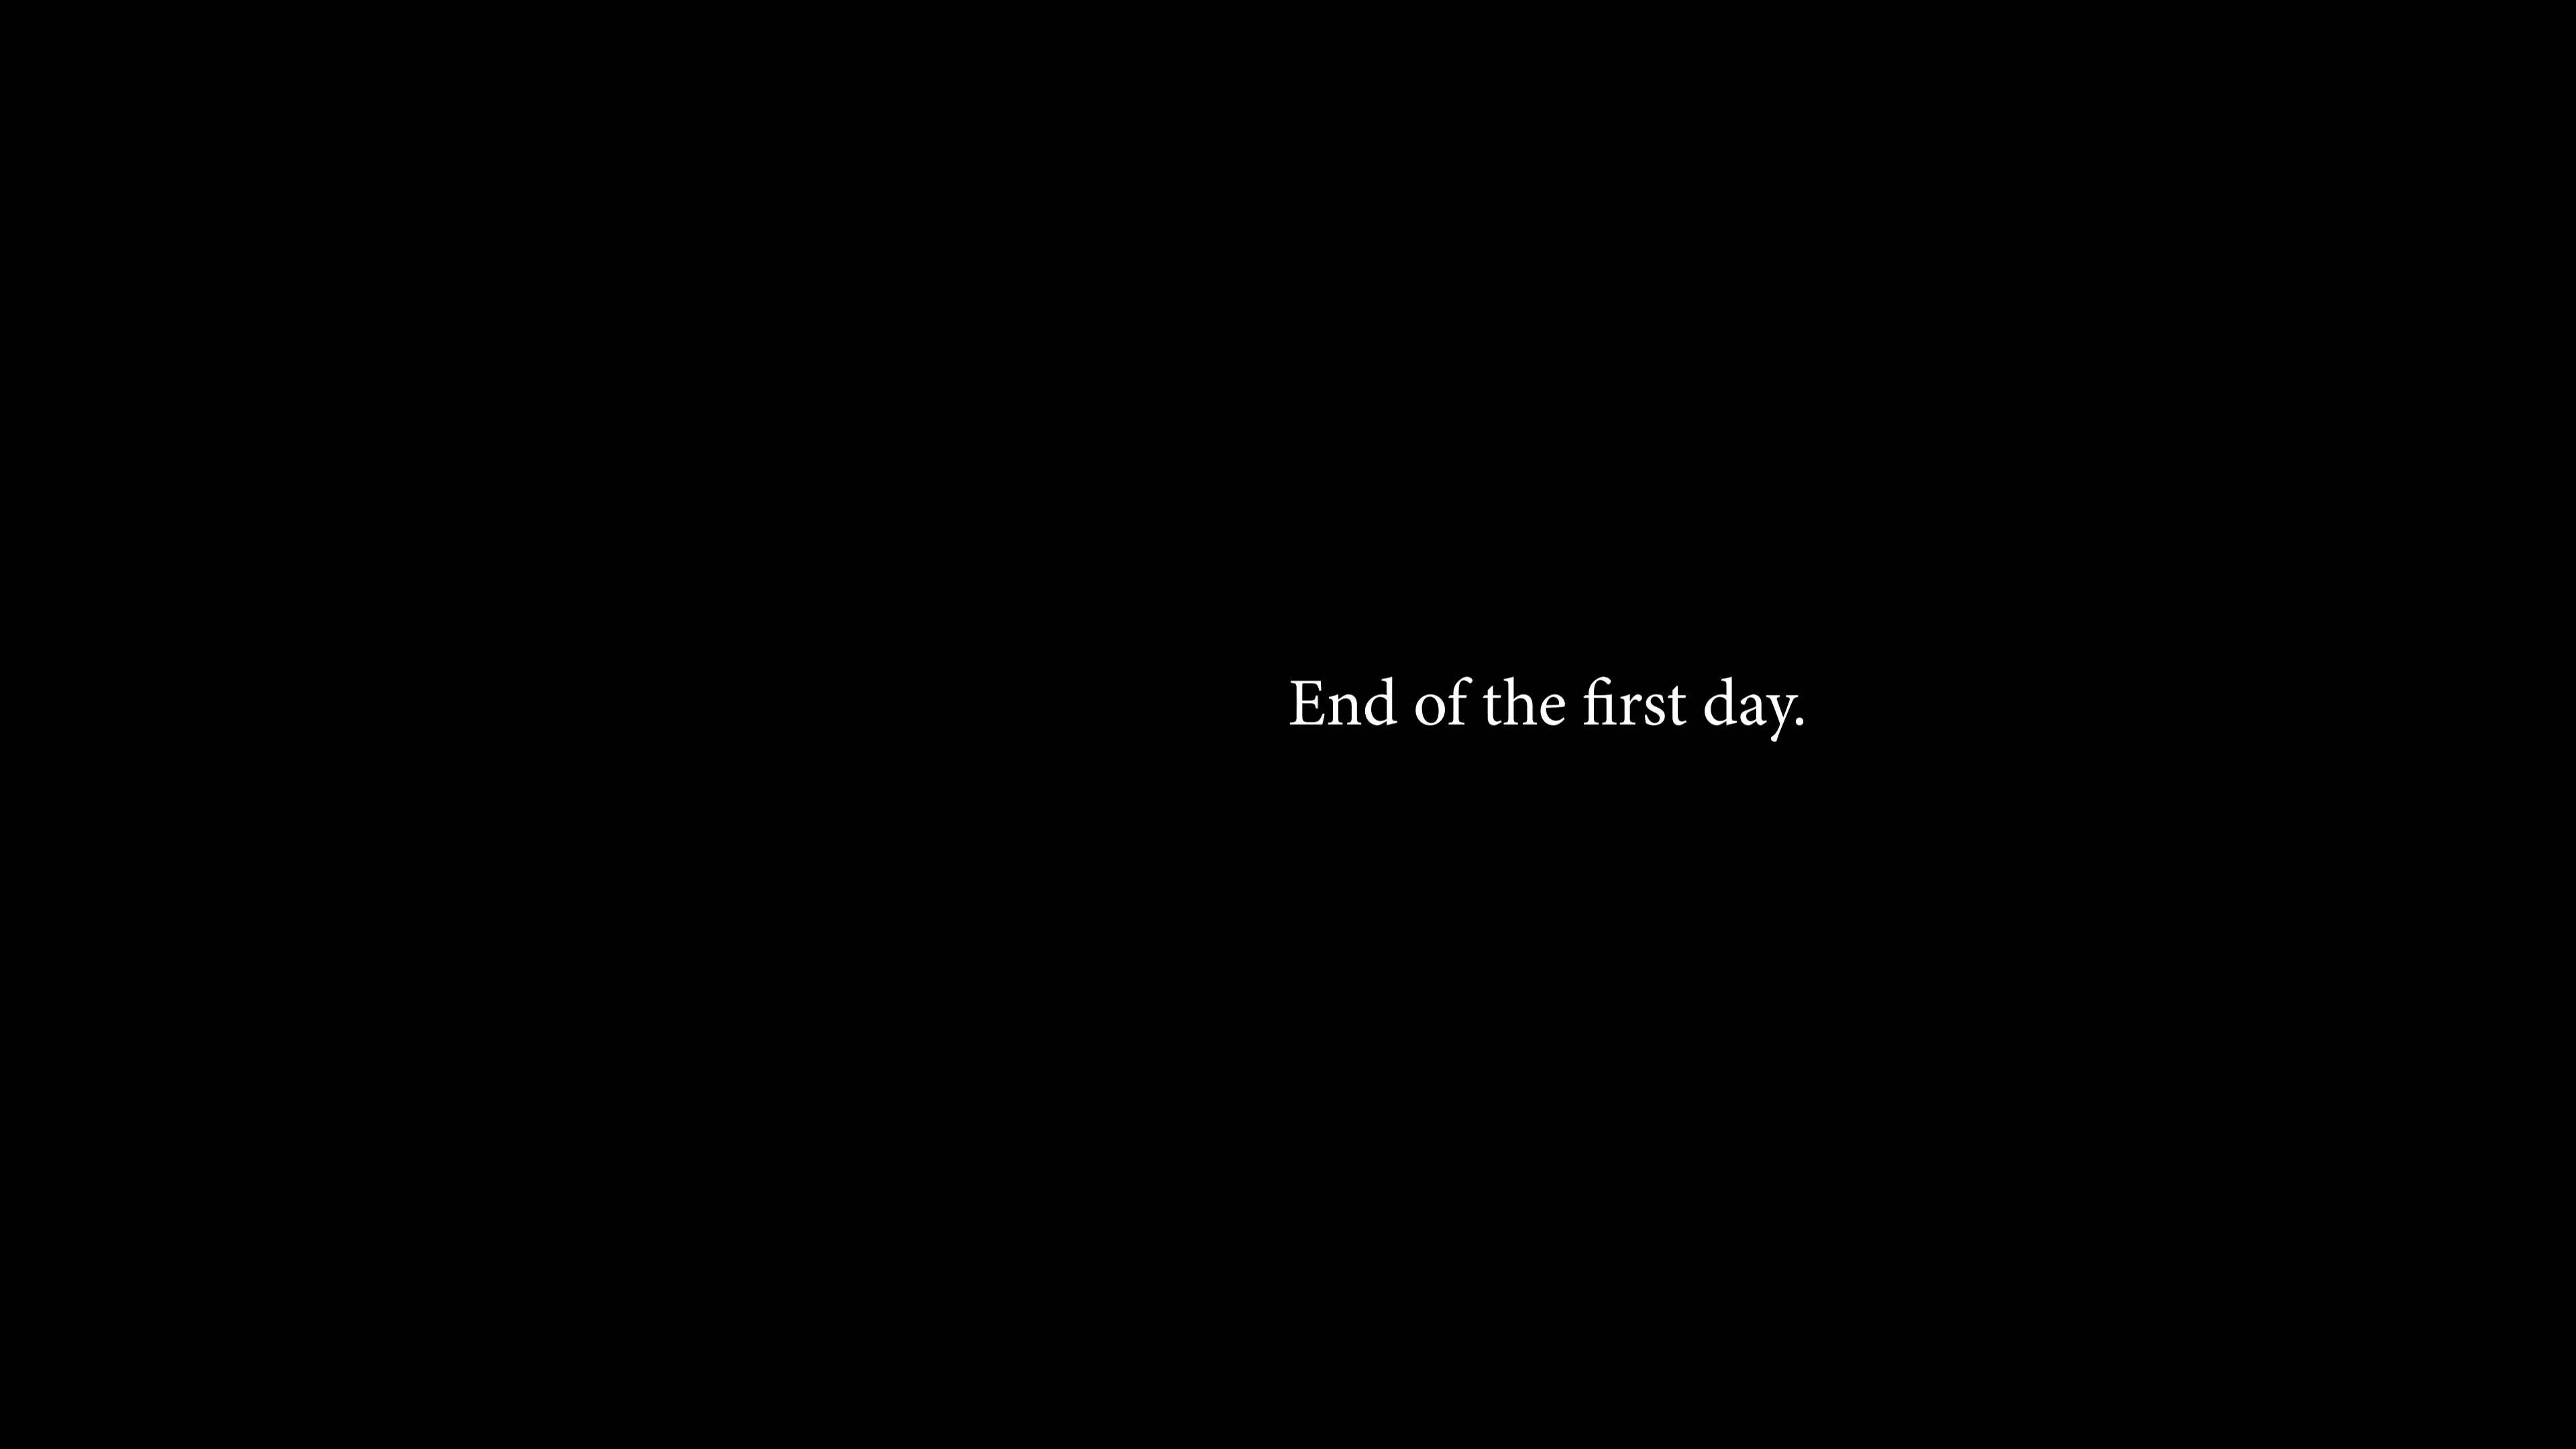 End of the first day.